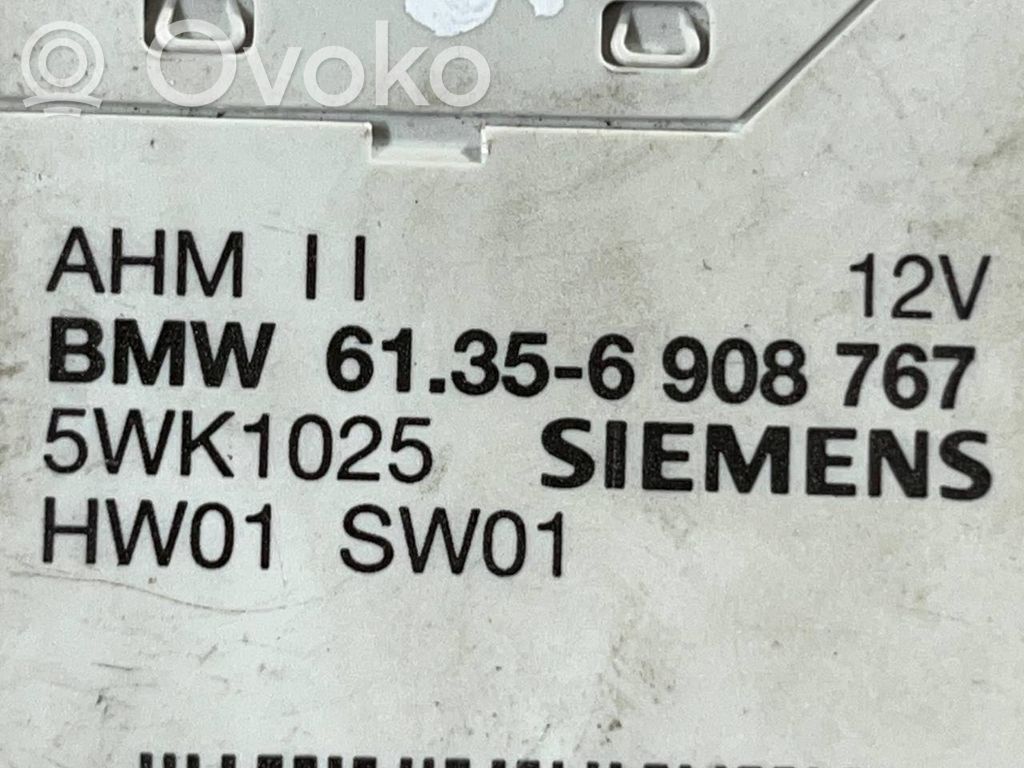 Ovoko
AHM II 12V
BMW 61.35-6 908 767
5WK1025 SIEMENS
HW01 SW01